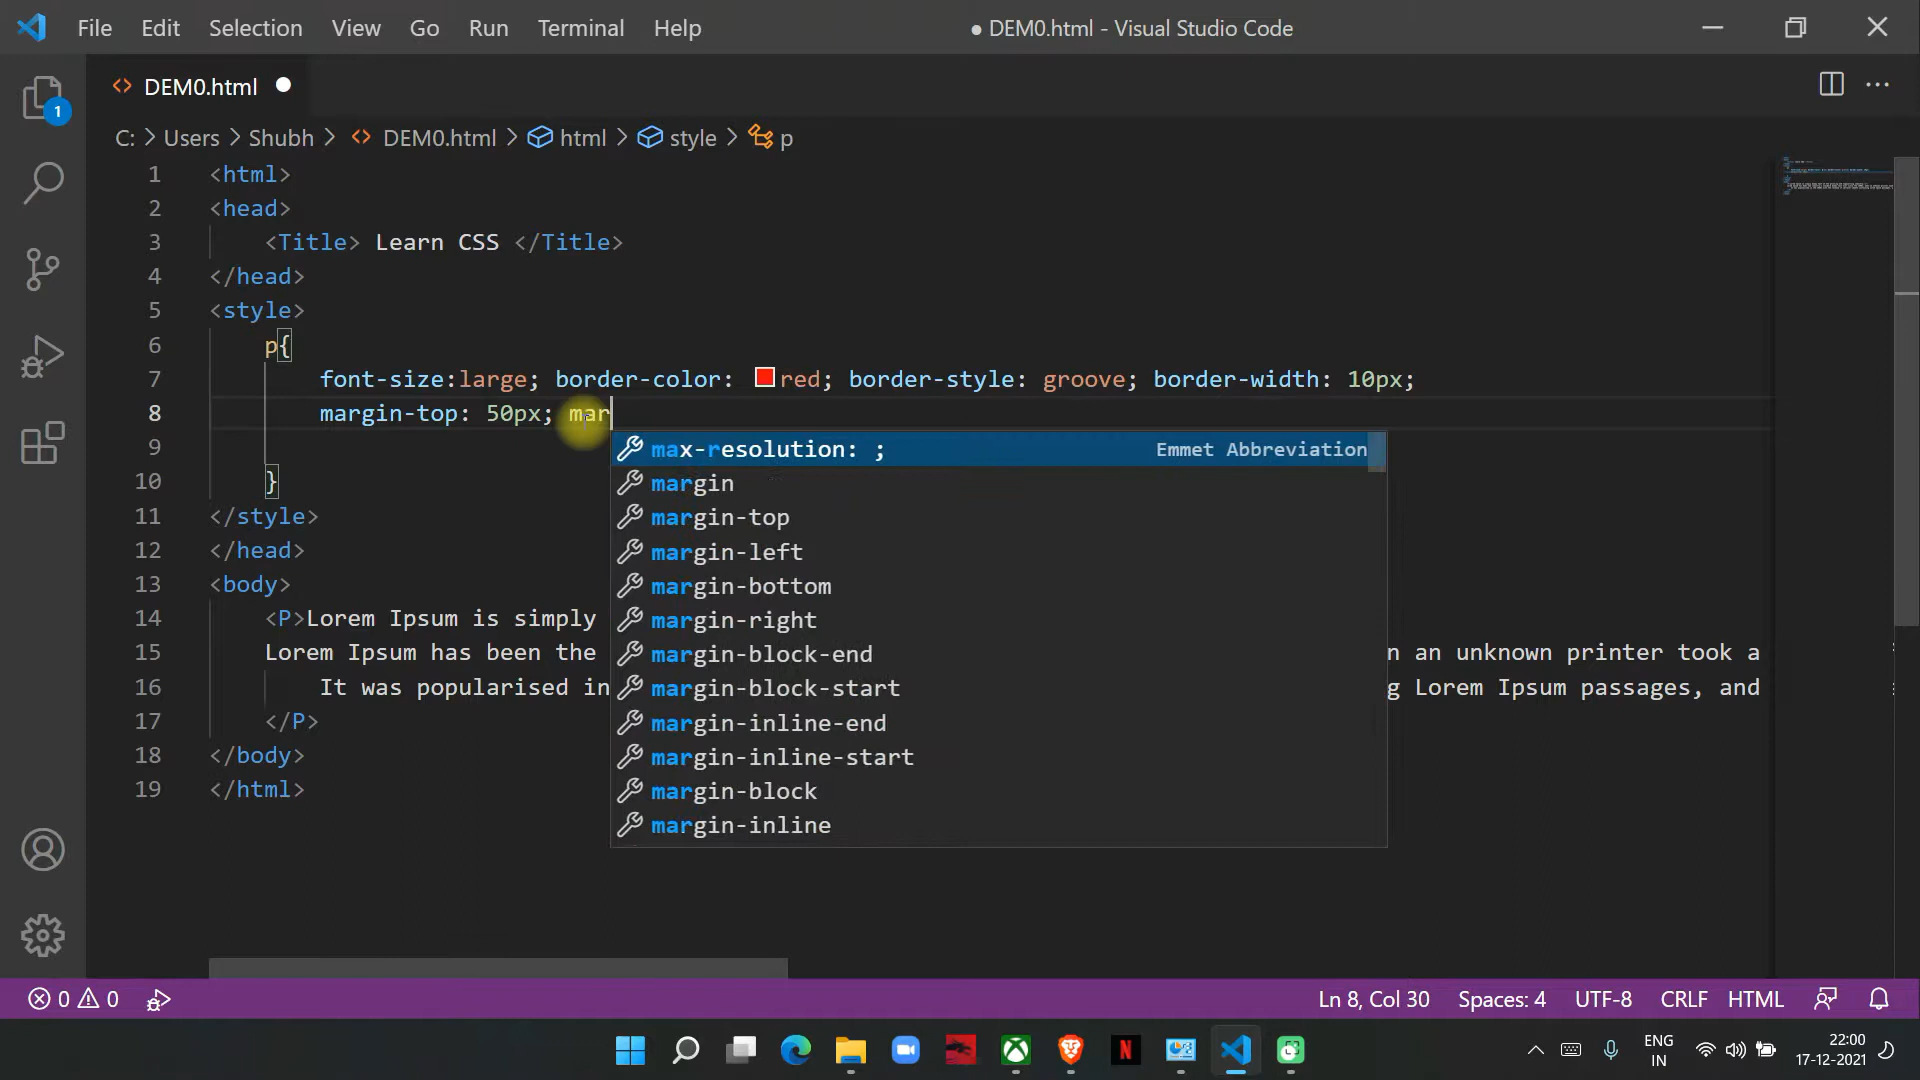 File Edit Selection View Go Run Terminal Help ● DEM0.html - Visual Studio Code
DEM0.html
1
C: > Users > Shubh > DEM0.html > html > style > p
1 <html>
2 <head>
3 <Title> Learn CSS </Title>
4 </head>
5 <style>
6 p{
7 font-size:large; border-color: red; border-style: groove; border-width: 10px;
8 margin-top: 50px; mar
max-resolution: ; Emmet Abbreviation
9
margin
10 }
margin-top
11 </style>
margin-left
12 </head>
margin-bottom
13 <body>
margin-right
14 <P>Lorem Ipsum is simply
margin-block-end
15 Lorem Ipsum has been the n an unknown printer took a
margin-block-start
16 It was popularised in g Lorem Ipsum passages, and
margin-inline-end
17 </P>
margin-inline-start
18 </body>
margin-block
19 </html>
margin-inline
0 0 Ln 8, Col 30 Spaces: 4 UTF-8 CRLF HTML
N ENG 22:00
IN 17-12-2021